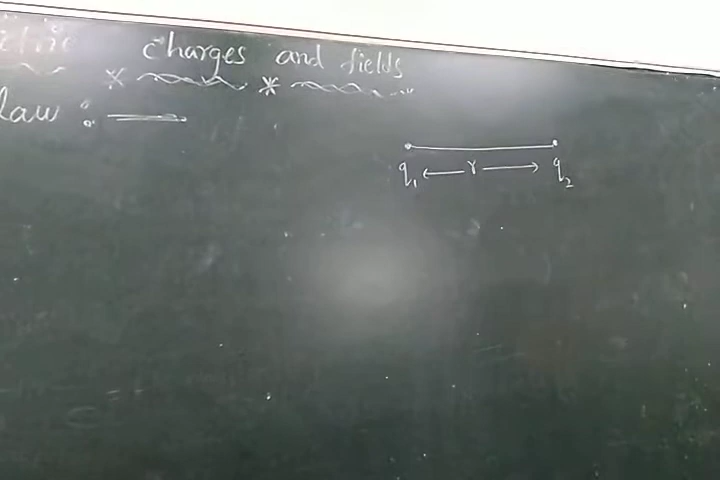 charges and fields
law :
q₁ ← r → q₂